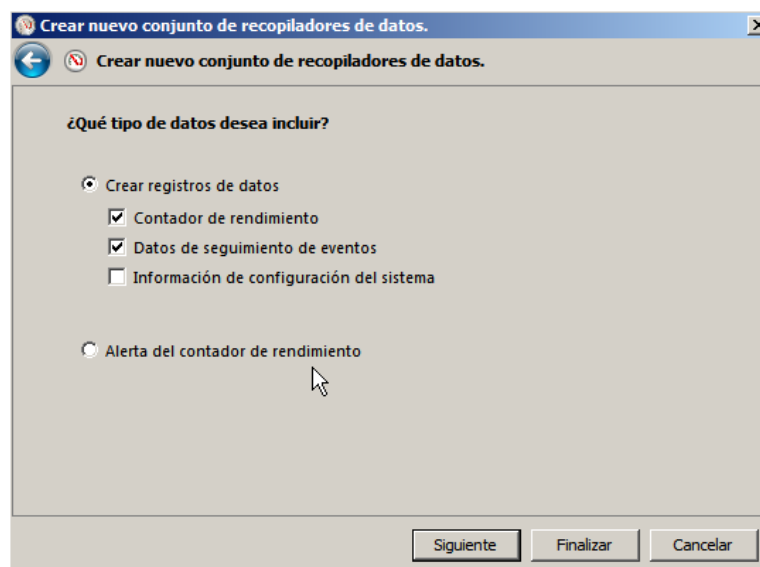 Crear nuevo conjunto de recopiladores de datos.
Crear nuevo conjunto de recopiladores de datos.
¿Qué tipo de datos desea incluir?
Crear registros de datos
Contador de rendimiento
Datos de seguimiento de eventos
Información de configuración del sistema
Alerta del contador de rendimiento
Siguiente Finalizar Cancelar